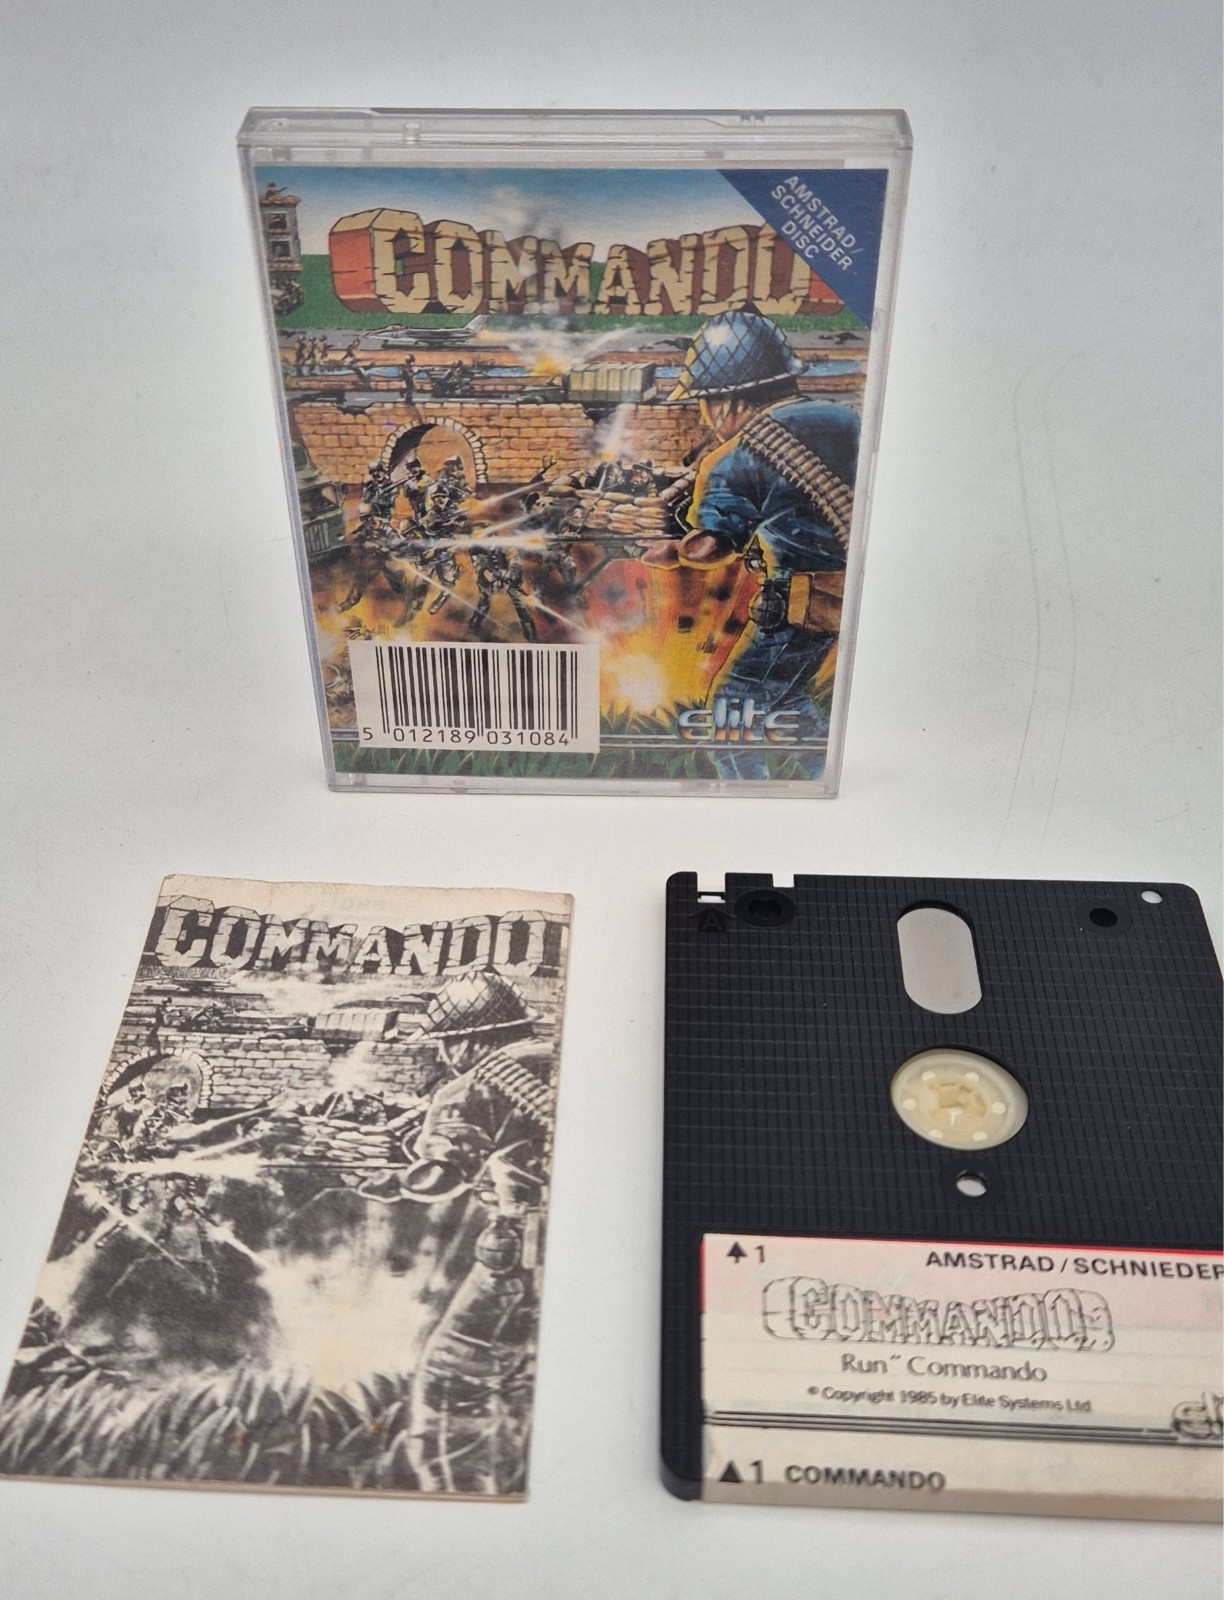 AMSTRAD/
SCHNEIDER
DISC
COMMANDO
5 012189 031084
elite
COMMANDO
A
1
AMSTRAD/SCHNIEDER
COMMANDO
Run" Commando
© Copyright 1985 by Elite Systems Ltd
1 COMMANDO